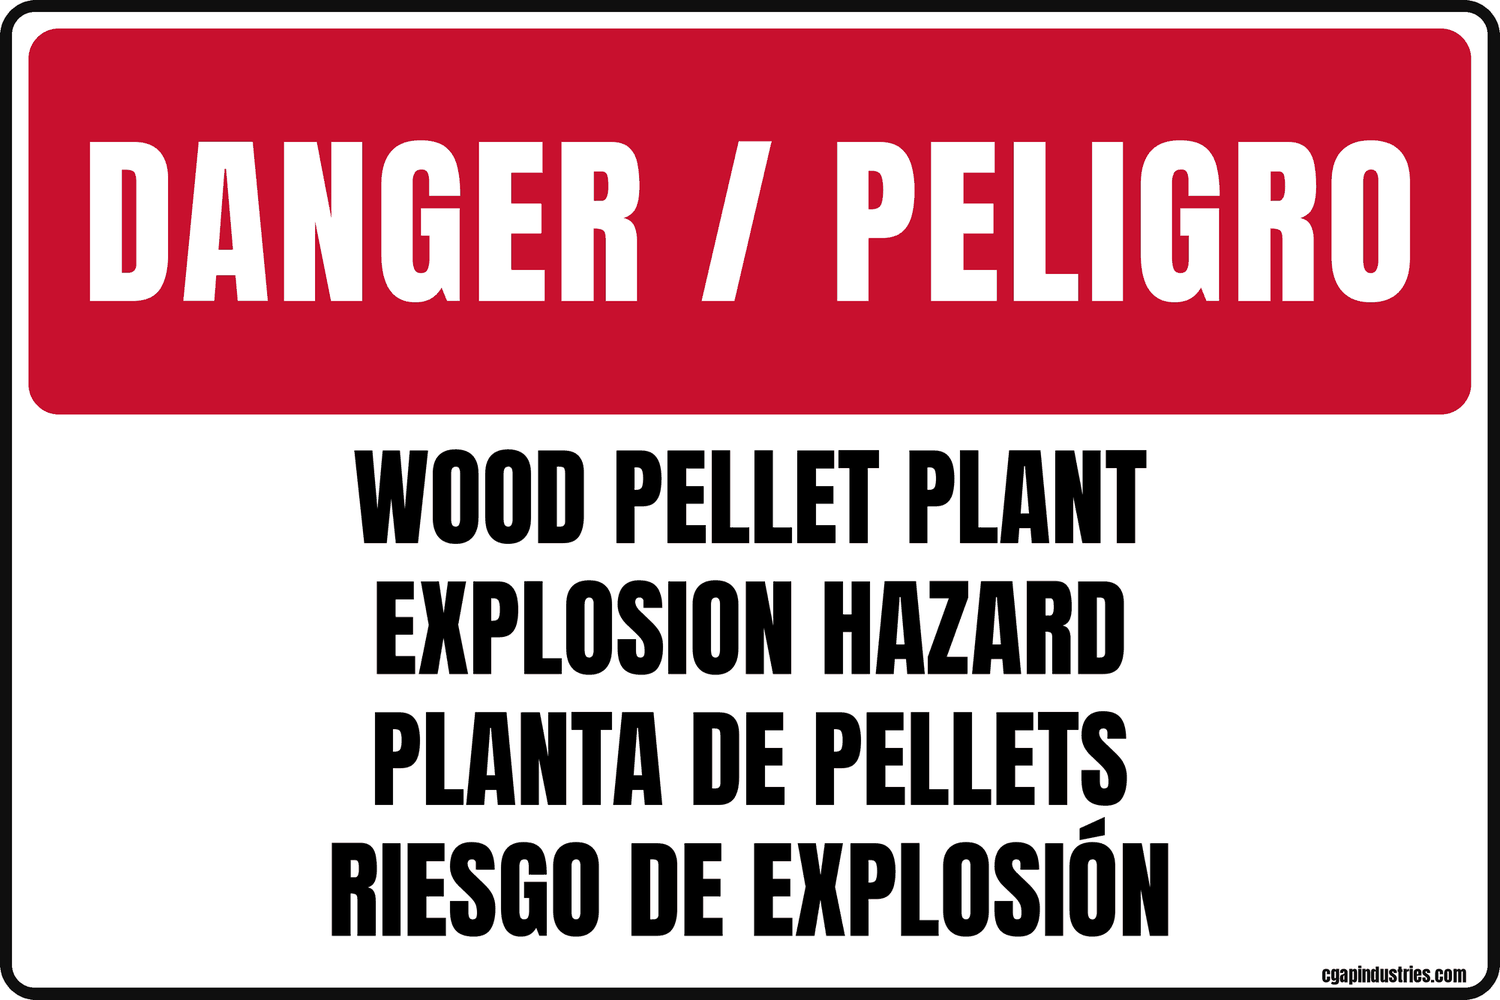 DANGER / PELIGRO
WOOD PELLET PLANT
EXPLOSION HAZARD
PLANTA DE PELLETS
RIESGO DE EXPLOSIÓN
cgapindustries.com